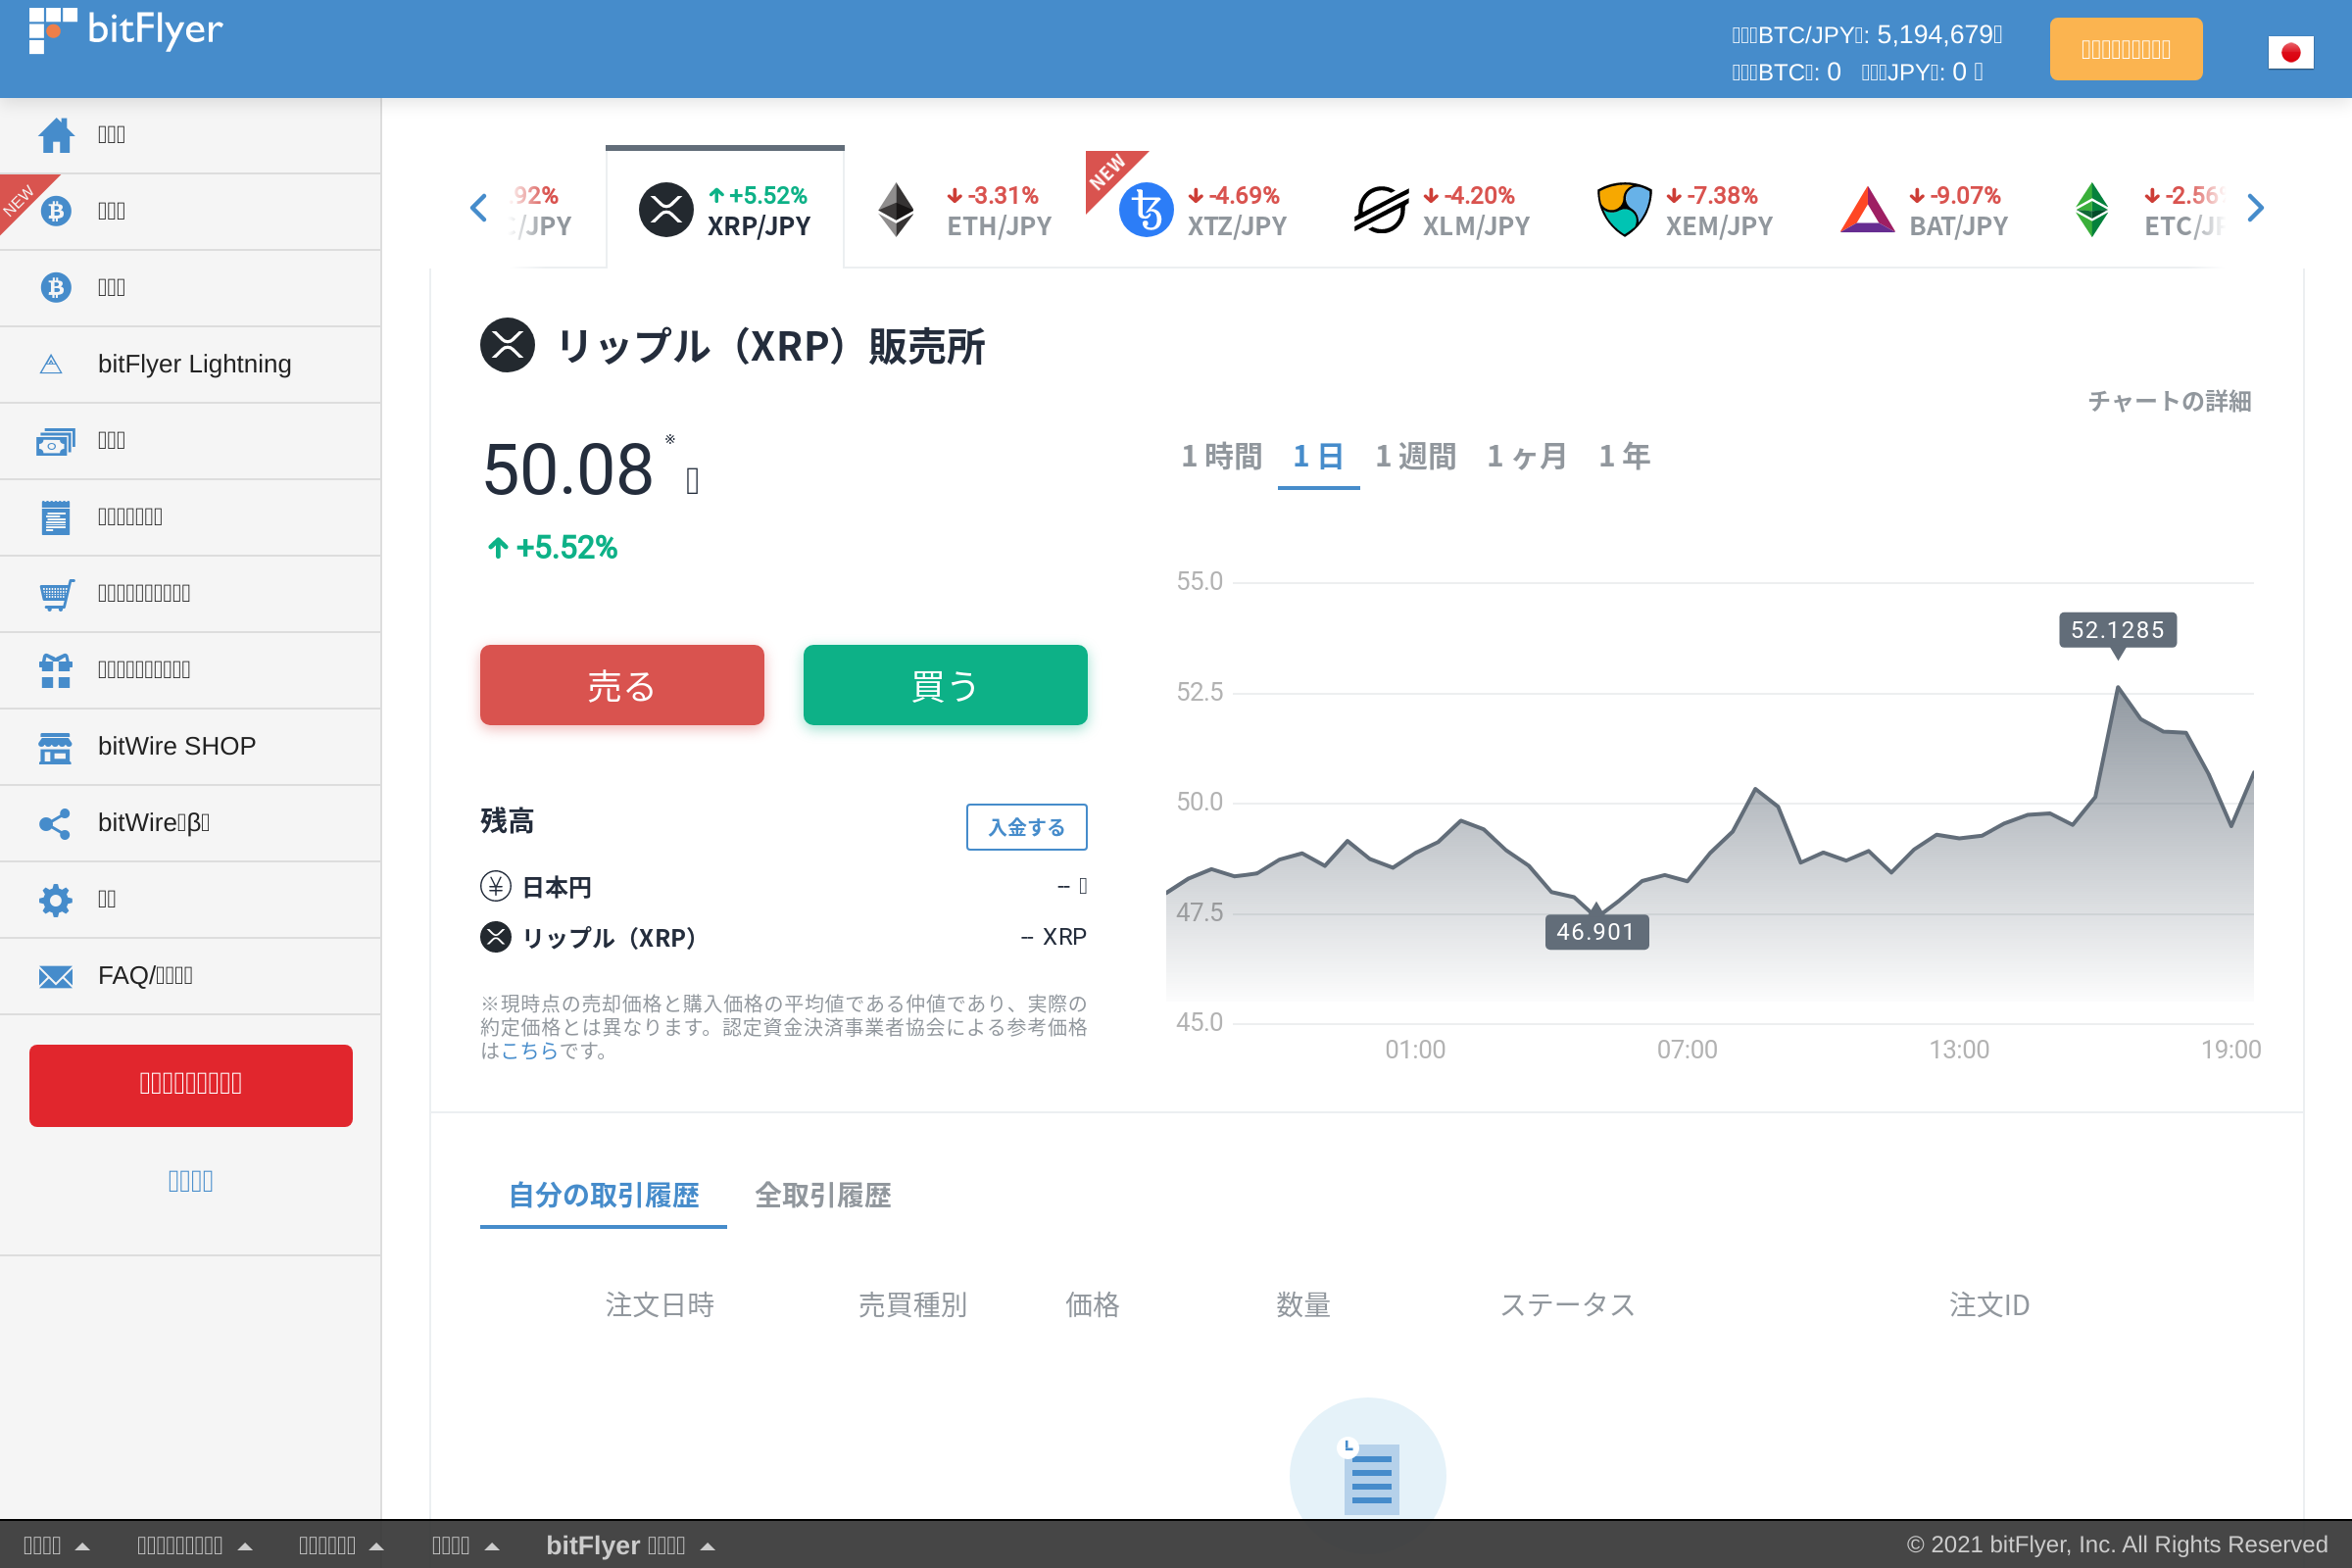 bitFlyer
BTC/JPY: 5,194,679
BTC: 0 JPY: 0
NEW
bitFlyer Lightning
bitWire SHOP
bitWire β
FAQ/
.92% +5.52% -3.31% NEW -4.69% -4.20% -7.38% -9.07% -2.56
/JPY XRP/JPY ETH/JPY XTZ/JPY XLM/JPY XEM/JPY BAT/JPY ETC/
リップル（XRP）販売所
チャートの詳細
50.08 ※
+5.52%
1 時間 1 日 1 週間 1 ヶ月 1 年
売る 買う
残高 入金する
日本円 --
リップル（XRP） -- XRP
※現時点の売却価格と購入価格の平均値である仲値であり、実際の
約定価格とは異なります。認定資金決済事業者協会による参考価格
はこちらです。
55.0
52.1285
52.5
50.0
47.5
46.901
45.0
01:00 07:00 13:00 19:00
自分の取引履歴 全取引履歴
注文日時 売買種別 価格 数量 ステータス 注文ID
bitFlyer
© 2021 bitFlyer, Inc. All Rights Reserved